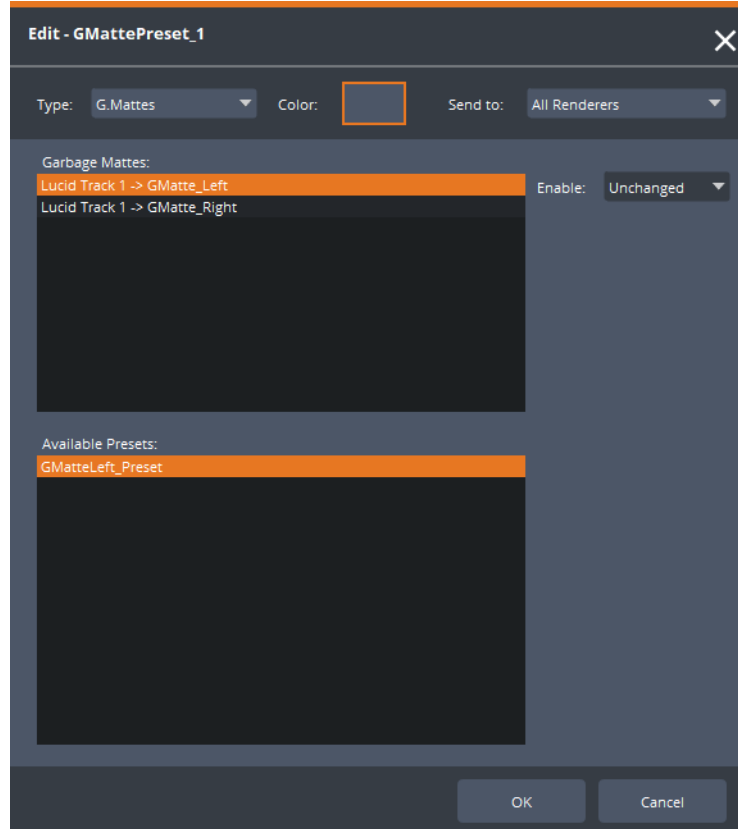 Edit - GMattePreset_1
Type: G.Mattes Color: Send to: All Renderers
Garbage Mattes:
Lucid Track 1 -> GMatte_Left
Enable: Unchanged
Lucid Track 1 -> GMatte_Right
Available Presets:
GMatteLeft_Preset
OK Cancel